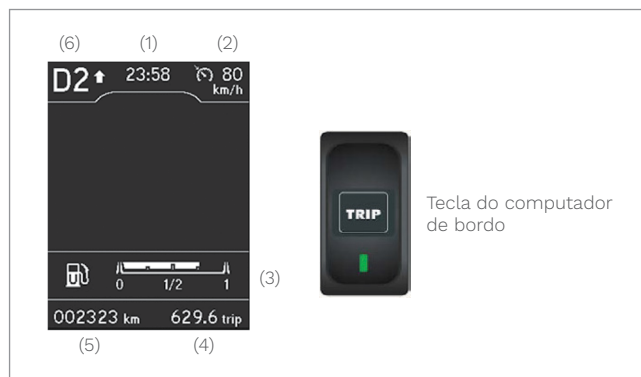 (6) (1) (2)
D2 23:58 80
km/h
TRIP
Tecla do computador
de bordo
0 1/2 1
(3)
002323 km 629.6 trip
(5) (4)